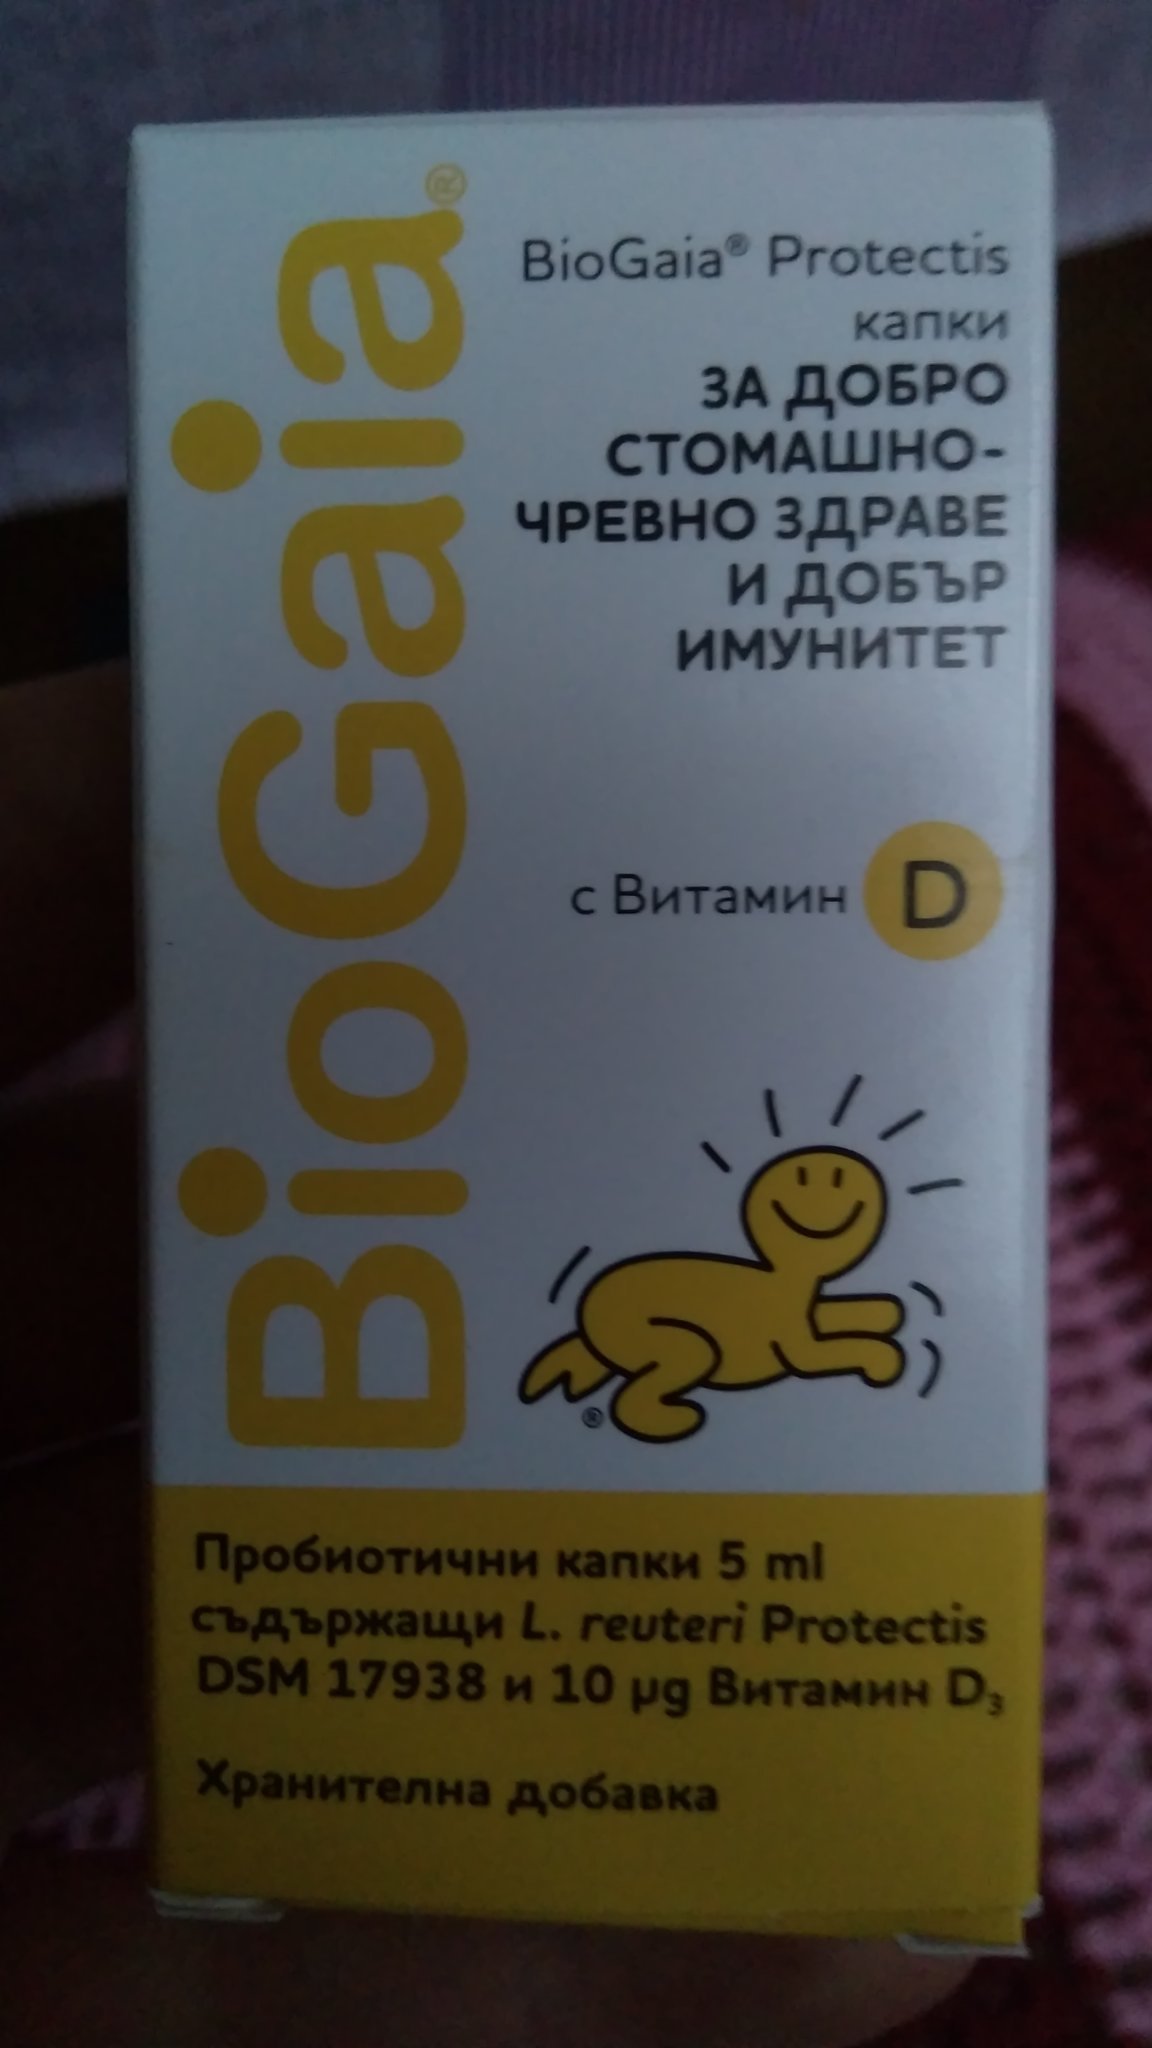 BioGaia®
BioGaia® Protectis
капки
ЗА ДОБРО
СТОМАШНО-
ЧРЕВНО ЗДРАВЕ
И ДОБЪР
ИМУНИТЕТ
с Витамин D
®
Пробиотични капки 5 ml
съдържащи L. reuteri Protectis
DSM 17938 и 10 µg Витамин D₃
Хранителна добавка